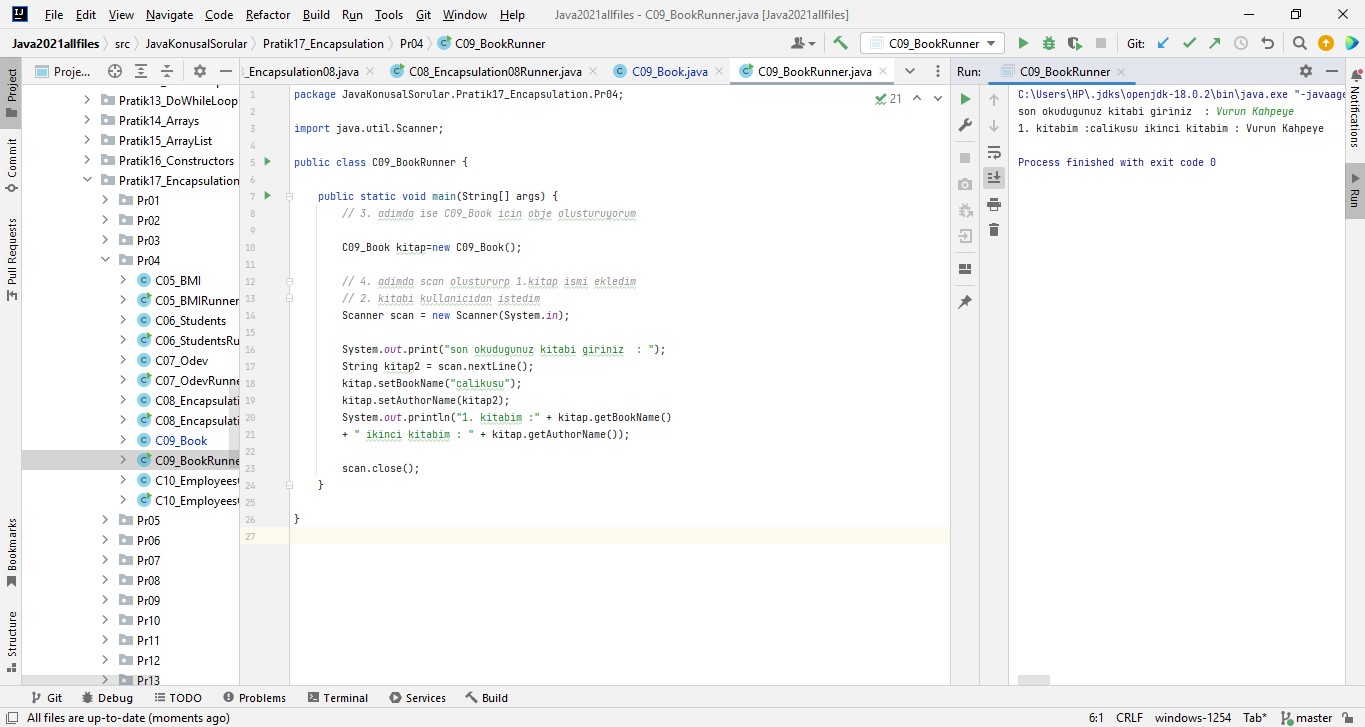 File Edit View Navigate Code Refactor Build Run Tools Git Window Help Java2021allfiles - C09_BookRunner.java [Java2021allfiles]
Java2021allfiles src JavaKonusalSorular Pratik17_Encapsulation Pr04 C09_BookRunner C09_BookRunner Git:
Project
Commit
Pull Requests
Bookmarks
Structure
Proje...
Pratik13_DoWhileLoop
Pratik14_Arrays
Pratik15_ArrayList
Pratik16_Constructors
Pratik17_Encapsulation
Pr01
Pr02
Pr03
Pr04
C05_BMI
C05_BMIRunner
C06_Students
C06_StudentsRu
C07_Odev
C07_OdevRunne
C08_Encapsulati
C08_Encapsulati
C09_Book
C09_BookRunne
C10_Employees
C10_Employees
Pr05
Pr06
Pr07
Pr08
Pr09
Pr10
Pr11
Pr12
Pr13
_Encapsulation08.java C08_Encapsulation08Runner.java C09_Book.java C09_BookRunner.java
21
1 package JavaKonusalSorular.Pratik17_Encapsulation.Pr04;
2
3 import java.util.Scanner;
4
5 public class C09_BookRunner {
6
7 public static void main(String[] args) {
8 // 3. adimda ise C09_Book icin obje olusturuyorum
9
10 C09_Book kitap=new C09_Book();
11
12 // 4. adimda scan olustururp 1.kitap ismi ekledim
13 // 2. kitabi kullanicidan istedim
14 Scanner scan = new Scanner(System.in);
15
16 System.out.print("son okudugunuz kitabi giriniz  : ");
17 String kitap2 = scan.nextLine();
18 kitap.setBookName("calikusu");
19 kitap.setAuthorName(kitap2);
20 System.out.println("1. kitabim :" + kitap.getBookName()
21 + " ikinci kitabim : " + kitap.getAuthorName());
22
23 scan.close();
24 }
25
26 }
27
Run: C09_BookRunner
C:\Users\HP\.jdks\openjdk-18.0.2\bin\java.exe "-javaage
son okudugunuz kitabi giriniz  : Vurun Kahpeye
1. kitabim :calikusu ikinci kitabim : Vurun Kahpeye
Process finished with exit code 0
Notifications
Run
Git Debug TODO Problems Terminal Services Build
All files are up-to-date (moments ago) 6:1 CRLF windows-1254 Tab* master